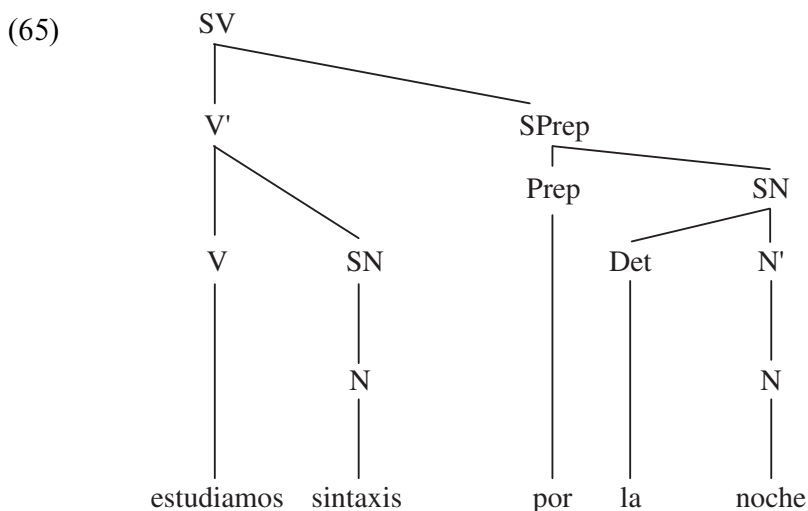 (65)
SV
V' SPrep
Prep SN
V SN Det N'
N N
estudiamos sintaxis por la noche